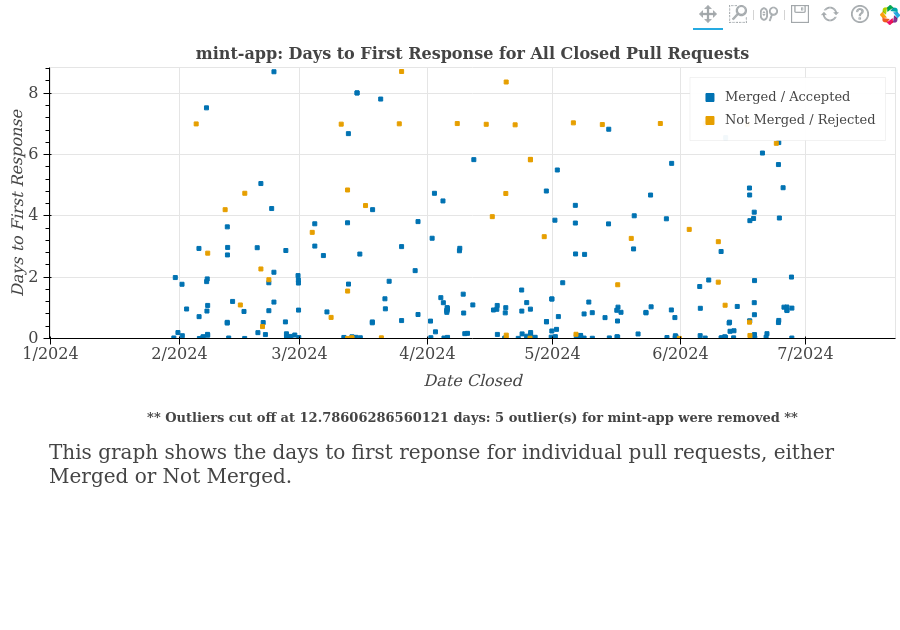 mint-app: Days to First Response for All Closed Pull Requests
Merged / Accepted
Not Merged / Rejected
Days to First Response
8
6
4
2
0
1/2024 2/2024 3/2024 4/2024 5/2024 6/2024 7/2024
Date Closed
** Outliers cut off at 12.78606286560121 days: 5 outlier(s) for mint-app were removed **
This graph shows the days to first reponse for individual pull requests, either
Merged or Not Merged.